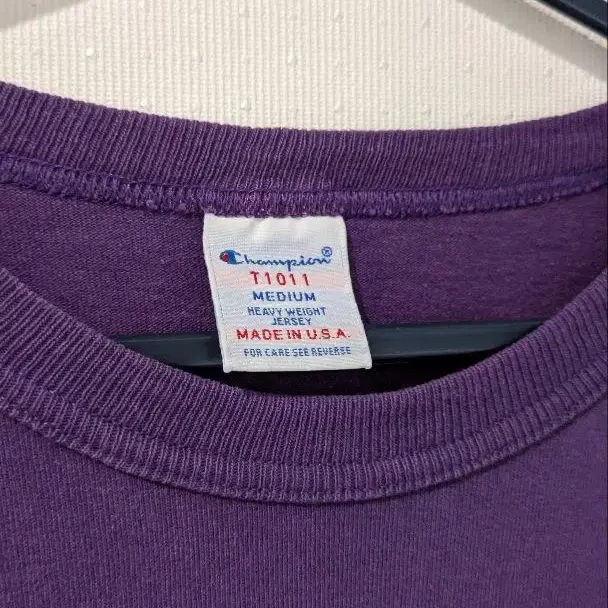 Champion®
T1011
MEDIUM
HEAVY WEIGHT
JERSEY
MADE IN U.S.A.
FOR CARE SEE REVERSE